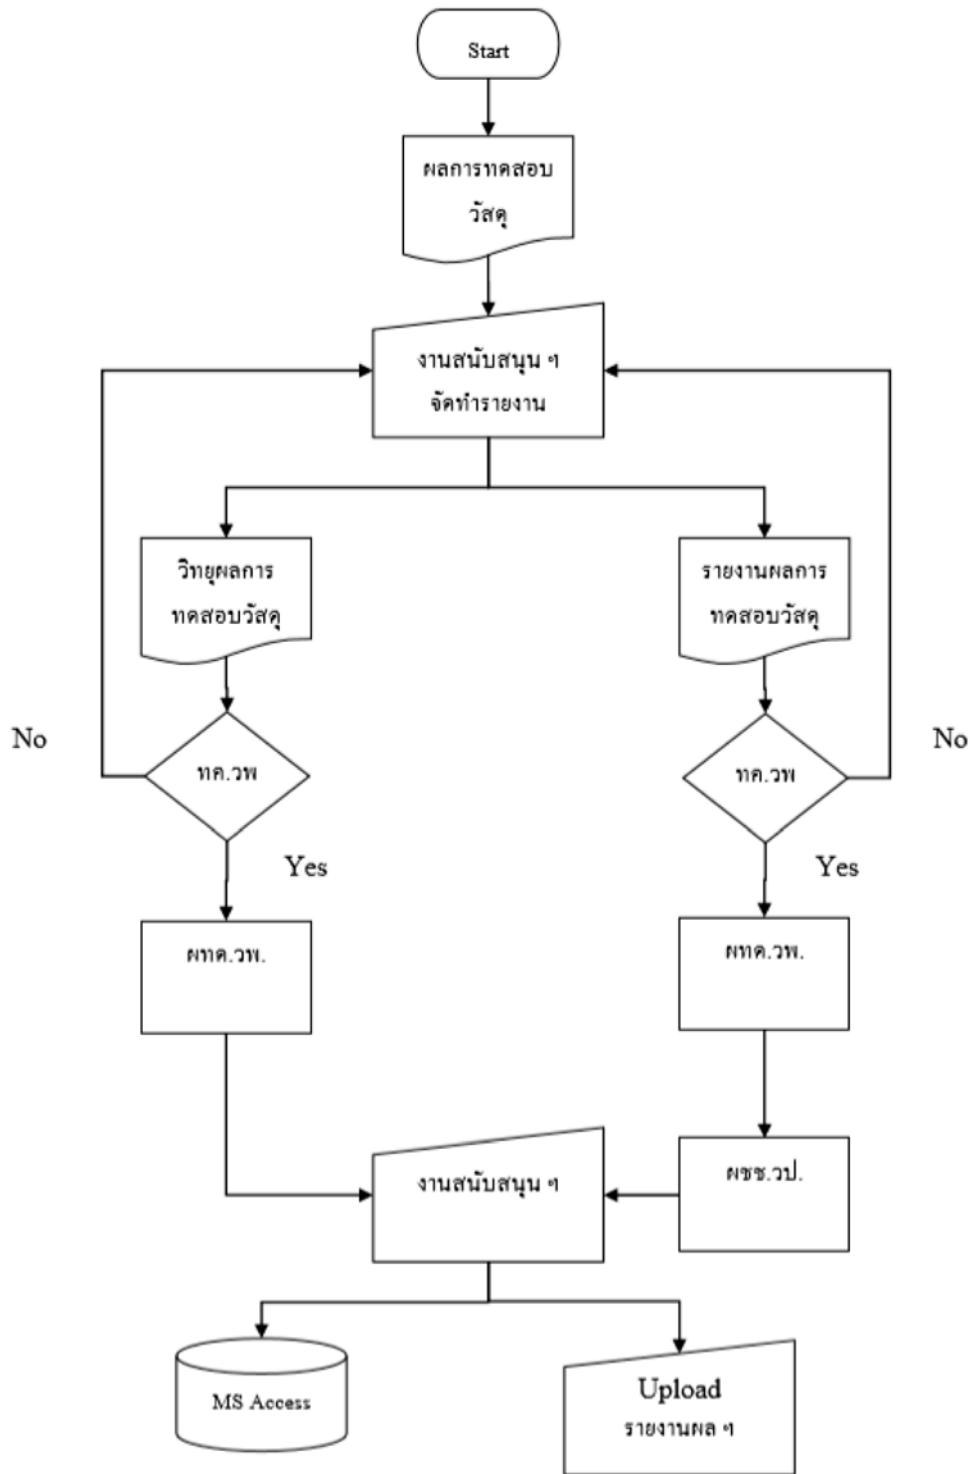 Start
ผลการทดสอบ
วัสดุ
งานสนับสนุน ฯ
จัดทำรายงาน
วิทยุผลการ
ทดสอบวัสดุ
รายงานผลการ
ทดสอบวัสดุ
No
ทค.วพ
ทค.วพ
No
Yes
Yes
ผทค.วพ.
ผทค.วพ.
งานสนับสนุน ฯ
ผชช.วป.
MS Access
Upload
รายงานผล ฯ